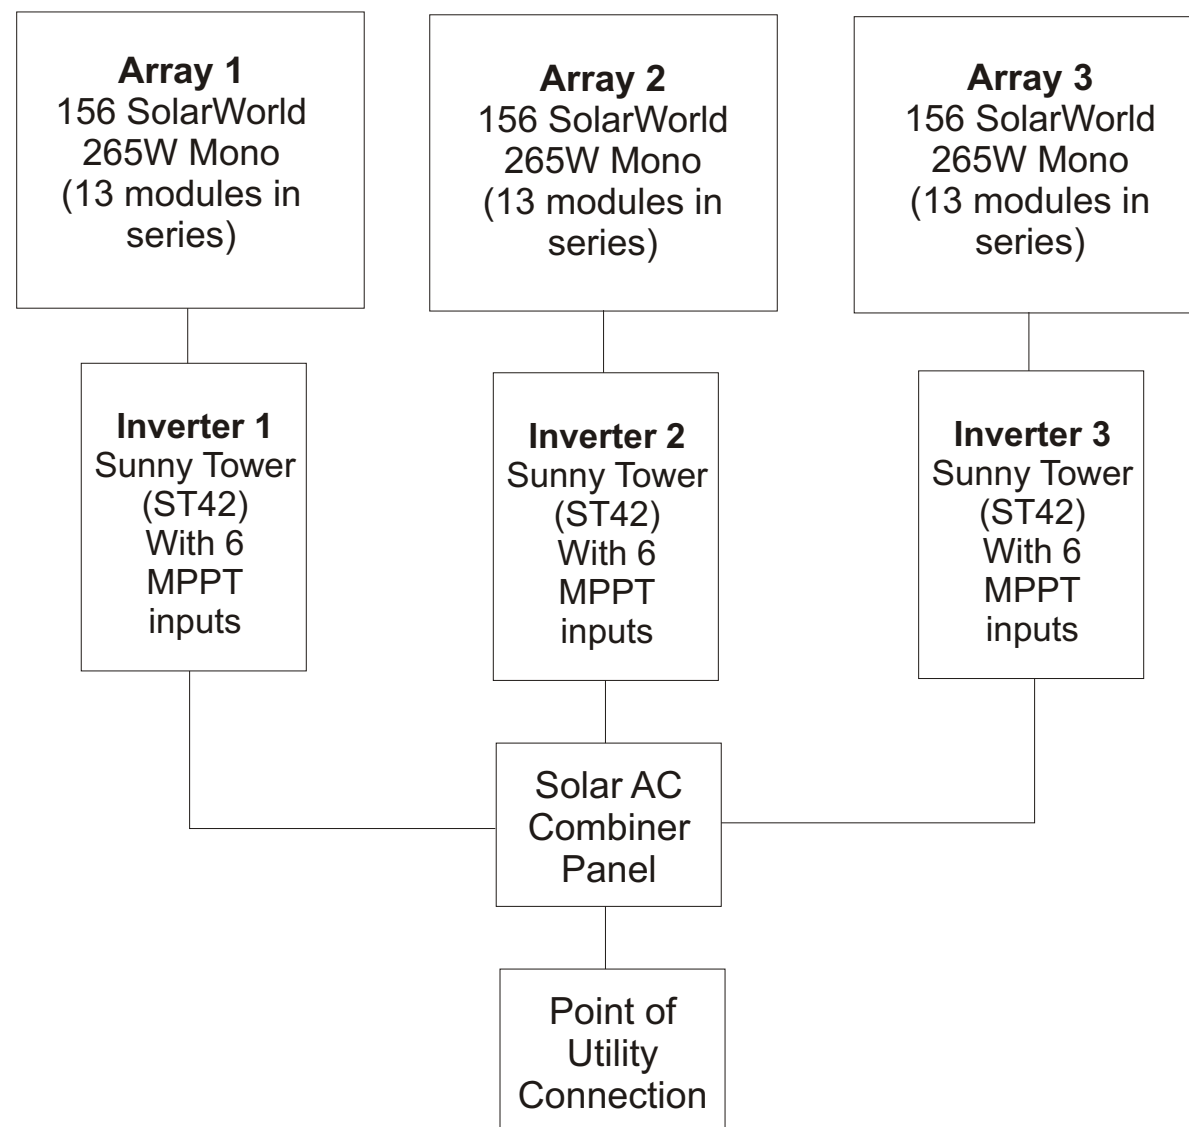 Array 1
156 SolarWorld
265W Mono
(13 modules in
series)
Array 2
156 SolarWorld
265W Mono
(13 modules in
series)
Array 3
156 SolarWorld
265W Mono
(13 modules in
series)
Inverter 1
Sunny Tower
(ST42)
With 6
MPPT
inputs
Inverter 2
Sunny Tower
(ST42)
With 6
MPPT
inputs
Inverter 3
Sunny Tower
(ST42)
With 6
MPPT
inputs
Solar AC
Combiner
Panel
Point of
Utility
Connection